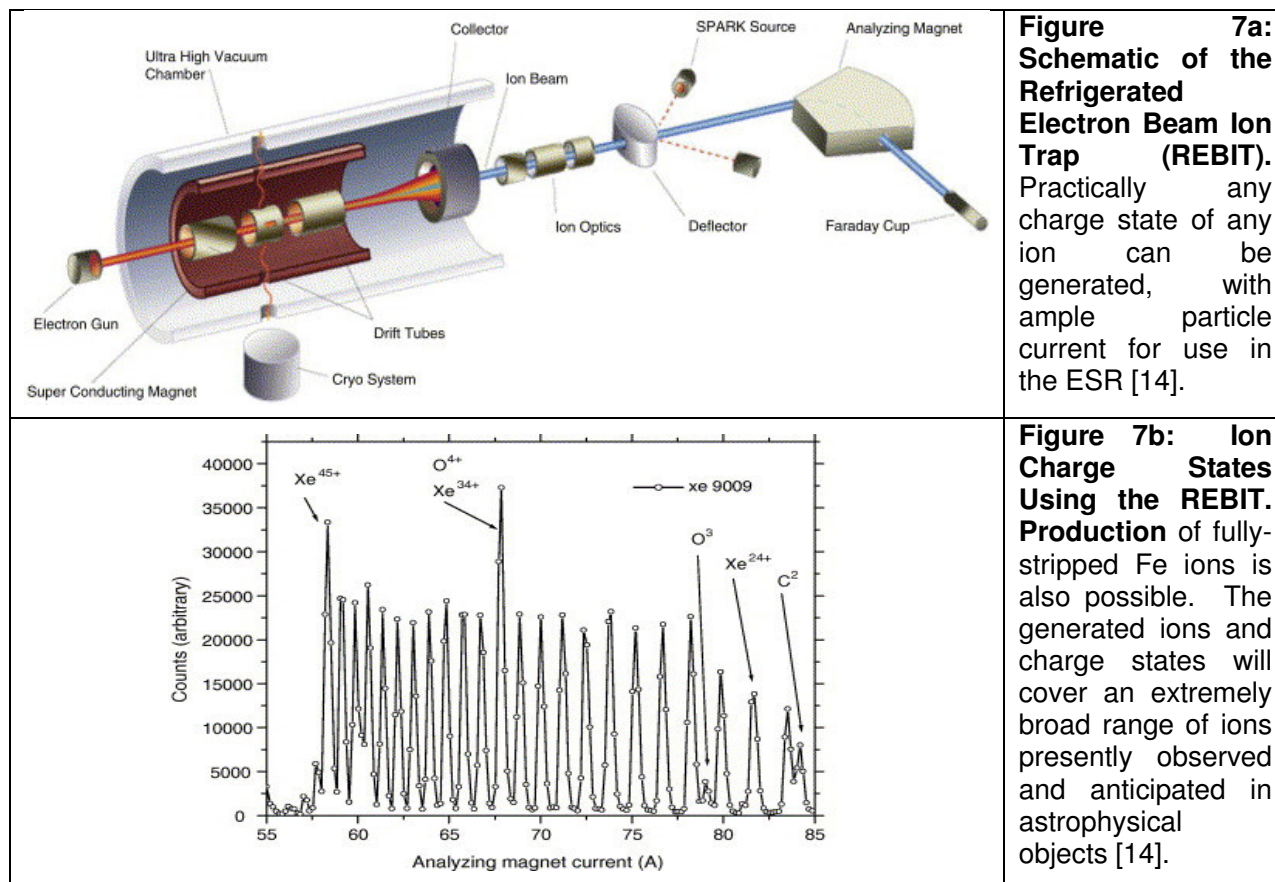 Ultra High Vacuum
Chamber
Collector
Ion Beam
SPARK Source
Analyzing Magnet
Electron Gun
Super Conducting Magnet
Drift Tubes
Cryo System
Ion Optics
Deflector
Faraday Cup
Figure 7a:
Schematic of the
Refrigerated
Electron Beam Ion
Trap (REBIT).
Practically any
charge state of any
ion can be
generated, with
ample particle
current for use in
the ESR [14].
40000
35000
30000
25000
20000
15000
10000
5000
0
Counts (arbitrary)
55
60
65
70
75
80
85
Analyzing magnet current (A)
Xe45+
O4+
Xe34+
xe 9009
O3
Xe24+
C2
Figure 7b: Ion
Charge States
Using the REBIT.
Production of fully-
stripped Fe ions is
also possible. The
generated ions and
charge states will
cover an extremely
broad range of ions
presently observed
and anticipated in
astrophysical
objects [14].